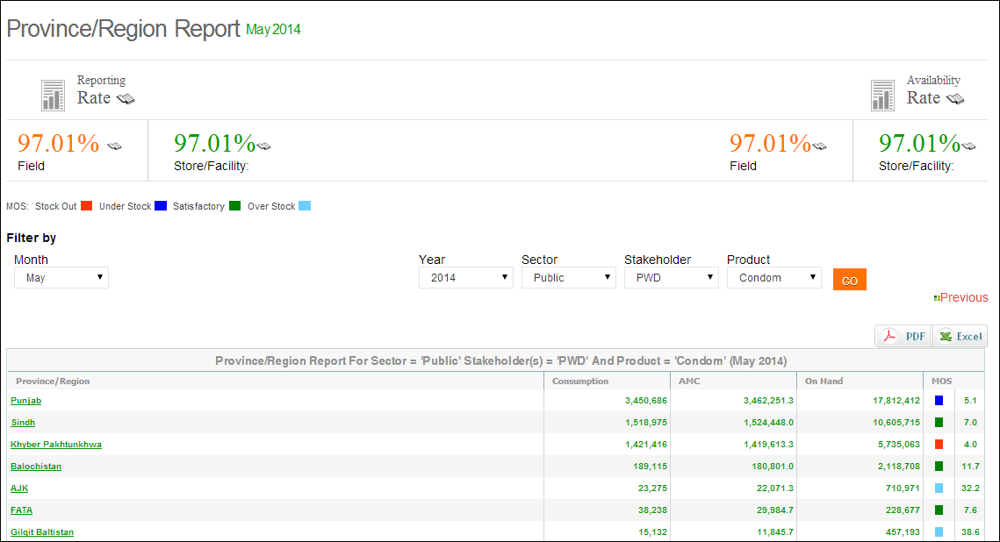 Province/Region Report May 2014
Reporting
Rate
Availability
Rate
97.01%
Field
97.01%
Store/Facility:
97.01%
Field
97.01%
Store/Facility:
MOS: Stock Out Under Stock Satisfactory Over Stock
Filter by
Month Year Sector Stakeholder Product
May 2014 Public PWD Condom GO
Previous
PDF Excel
Province/Region Report For Sector = 'Public' Stakeholder(s) = 'PWD' And Product = 'Condom' (May 2014)
Province/Region Consumption AMC On Hand MOS
Punjab 3,450,686 3,462,251.3 17,812,412 5.1
Sindh 1,518,975 1,524,448.0 10,605,715 7.0
Khyber Pakhtunkhwa 1,421,416 1,419,613.3 5,735,063 4.0
Balochistan 189,115 180,801.0 2,118,708 11.7
AJK 23,275 22,071.3 710,971 32.2
FATA 38,238 29,984.7 228,677 7.6
Gilgit Baltistan 15,132 11,845.7 457,193 38.6